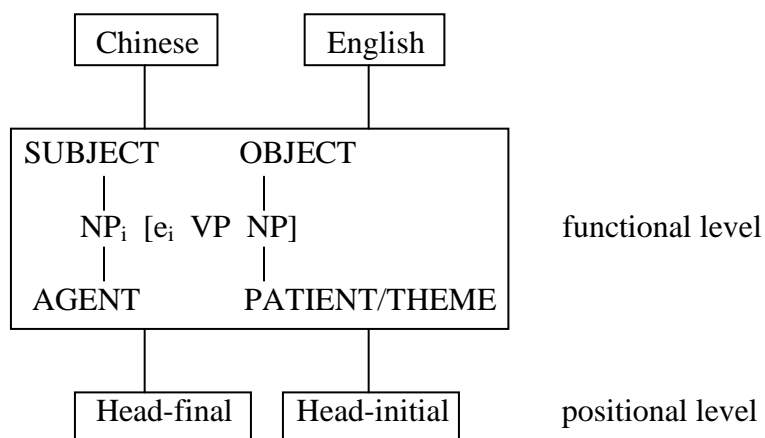 Chinese English
SUBJECT OBJECT
NPᵢ [eᵢ VP NP] functional level
AGENT PATIENT/THEME
Head-final Head-initial positional level